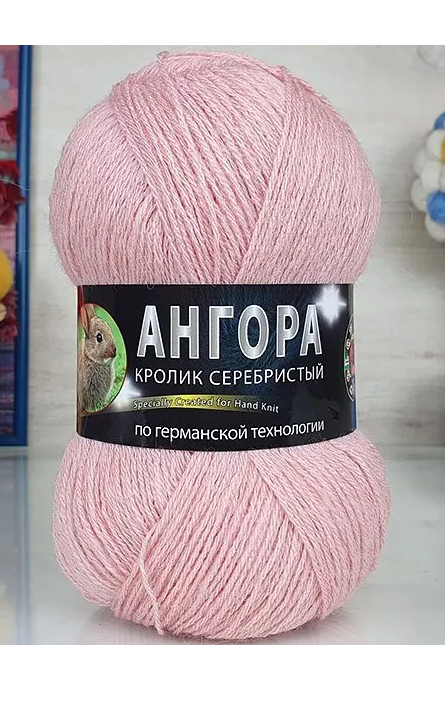 АНГОРА
КРОЛИК СЕРЕБРИСТЫЙ
Specially Created for Hand Knit
по германской технологии